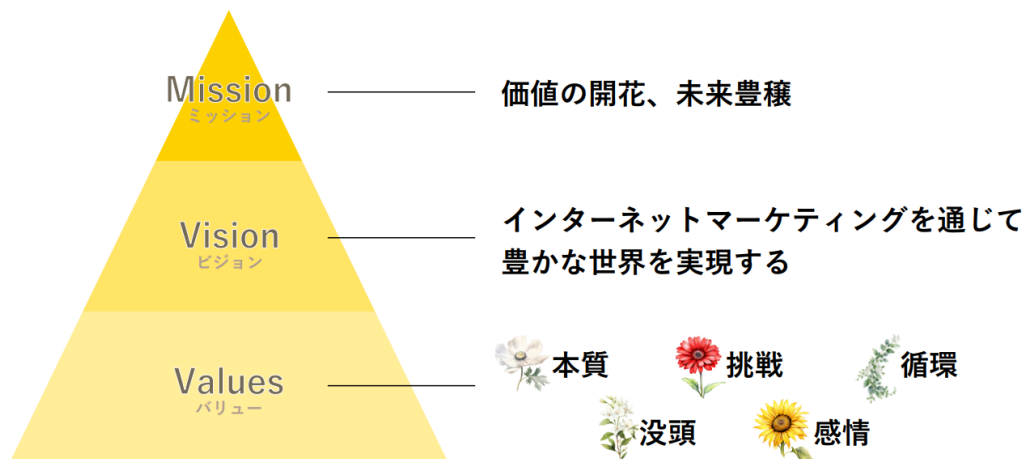 Mission
ミッション
価値の開花、未来豊穣
Vision
ビジョン
インターネットマーケティングを通じて
豊かな世界を実現する
Values
バリュー
本質
挑戦
循環
没頭
感情